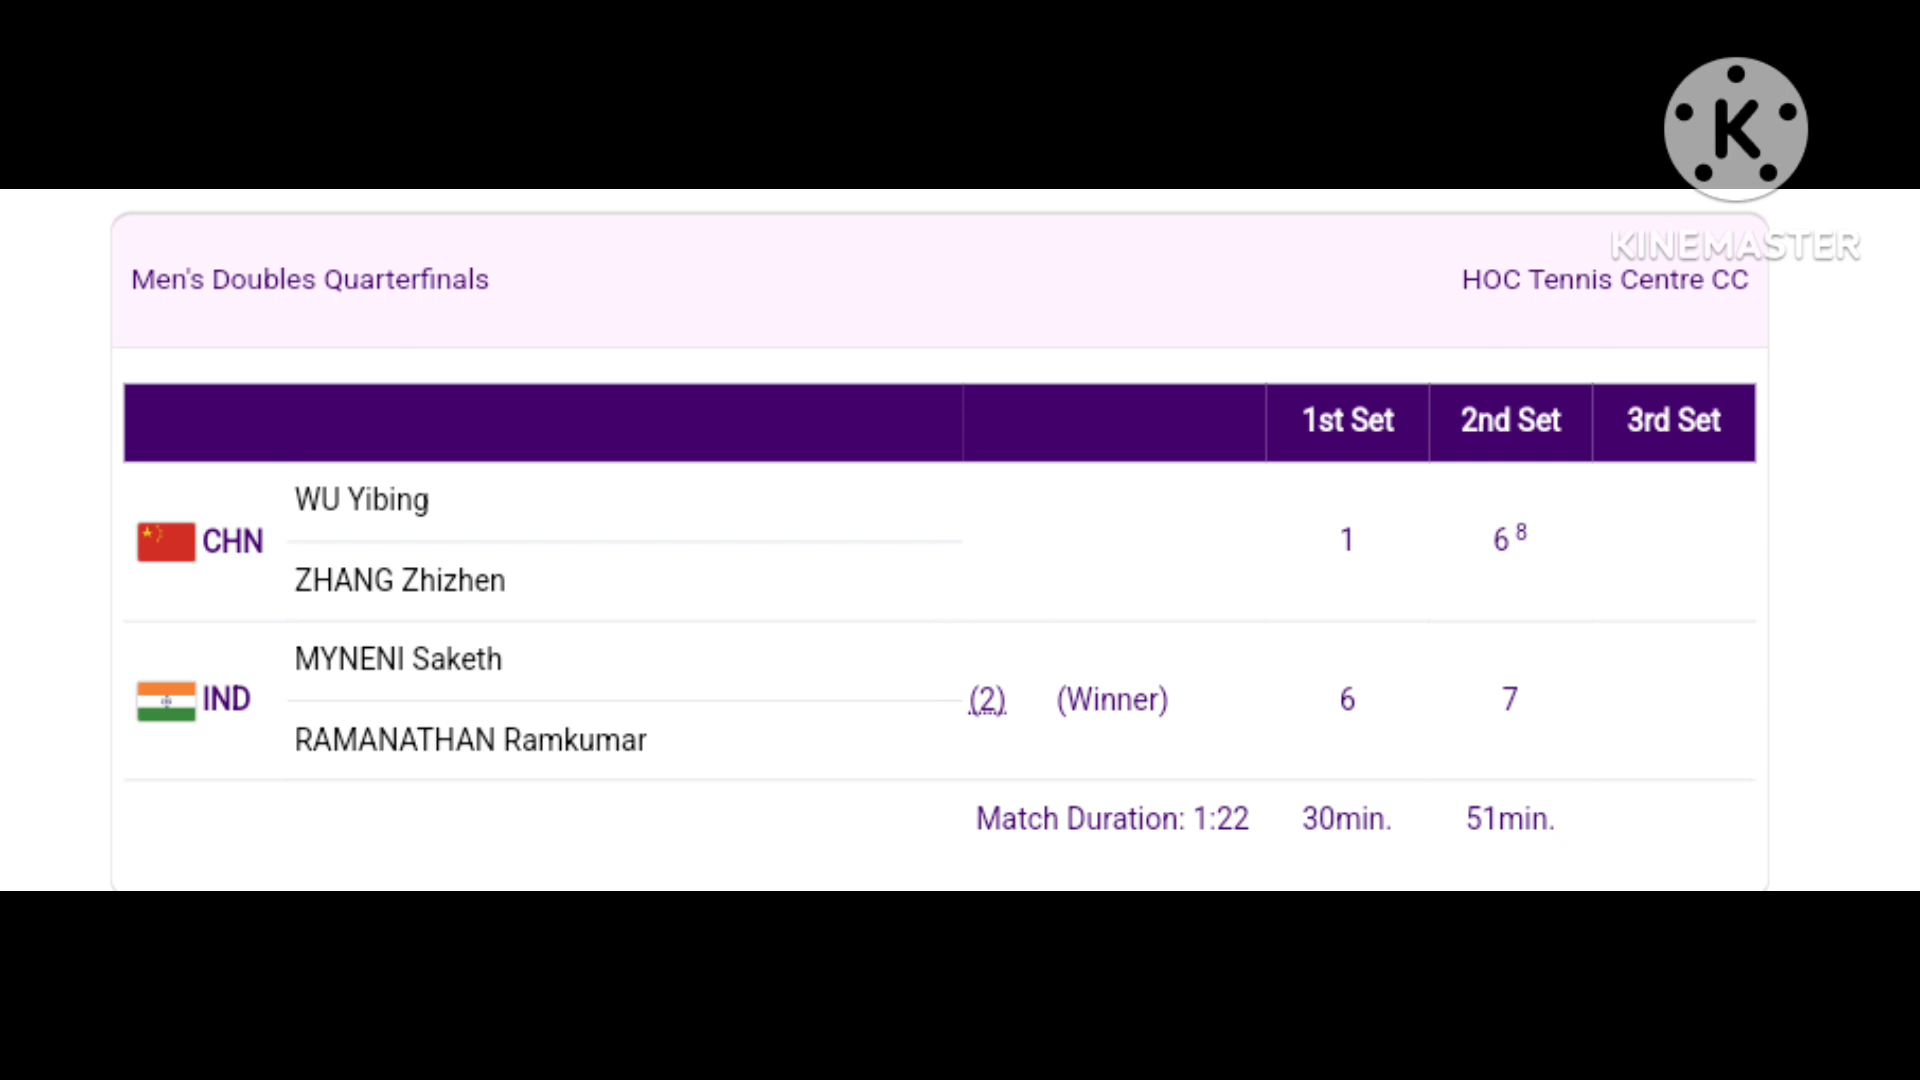 K
KINEMASTER
Men's Doubles Quarterfinals HOC Tennis Centre CC
1st Set 2nd Set 3rd Set
WU Yibing
CHN 1 6 8
ZHANG Zhizhen
MYNENI Saketh
IND (2) (Winner) 6 7
RAMANATHAN Ramkumar
Match Duration: 1:22 30min. 51min.